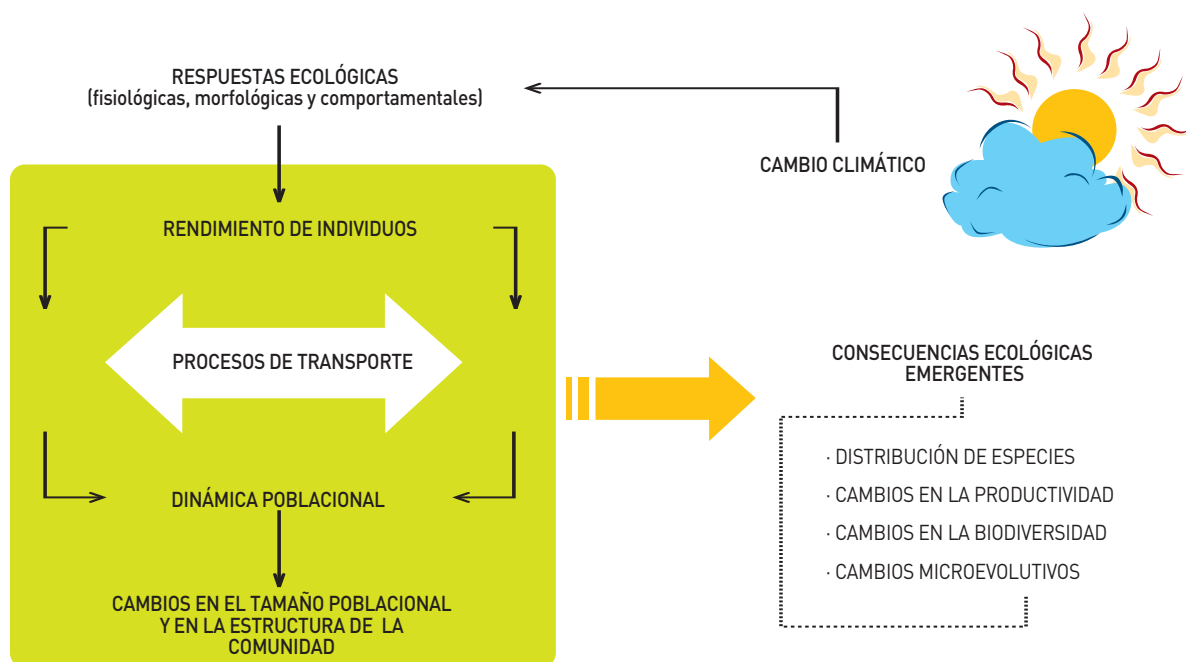 RESPUESTAS ECOLÓGICAS
(fisiológicas, morfológicas y comportamentales)
CAMBIO CLIMÁTICO
RENDIMIENTO DE INDIVIDUOS
PROCESOS DE TRANSPORTE
DINÁMICA POBLACIONAL
CAMBIOS EN EL TAMAÑO POBLACIONAL
Y EN LA ESTRUCTURA DE LA
COMUNIDAD
CONSECUENCIAS ECOLÓGICAS
EMERGENTES
· DISTRIBUCIÓN DE ESPECIES
· CAMBIOS EN LA PRODUCTIVIDAD
· CAMBIOS EN LA BIODIVERSIDAD
· CAMBIOS MICROEVOLUTIVOS